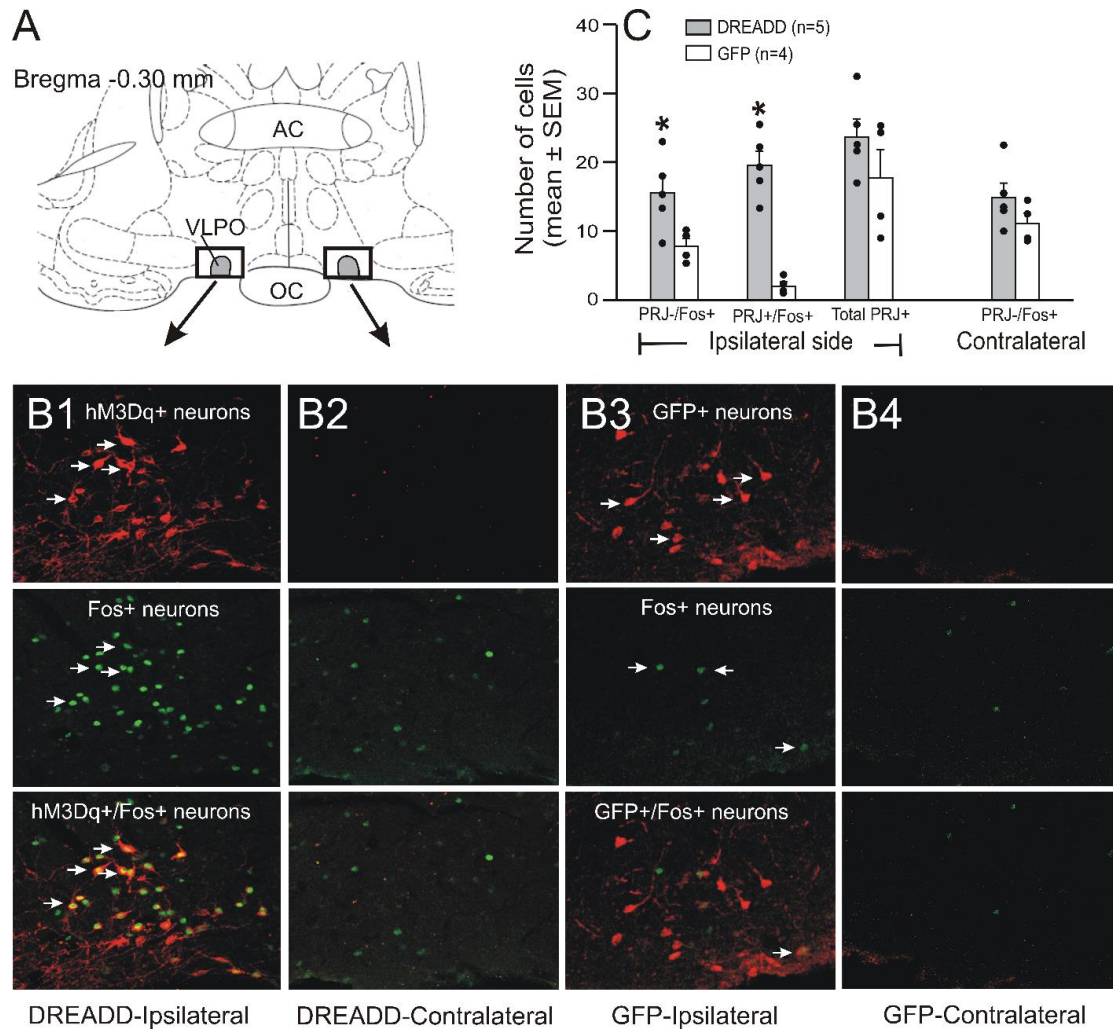 A
Bregma -0.30 mm
AC
VLPO
OC
C
DREADD (n=5)
GFP (n=4)
Number of cells
(mean ± SEM)
40
30
20
10
0
*
*
PRJ-/Fos+
PRJ+/Fos+
Total PRJ+
PRJ-/Fos+
Ipsilateral side
Contralateral
B1
hM3Dq+ neurons
B2
B3
GFP+ neurons
B4
Fos+ neurons
Fos+ neurons
hM3Dq+/Fos+ neurons
GFP+/Fos+ neurons
DREADD-Ipsilateral
DREADD-Contralateral
GFP-Ipsilateral
GFP-Contralateral